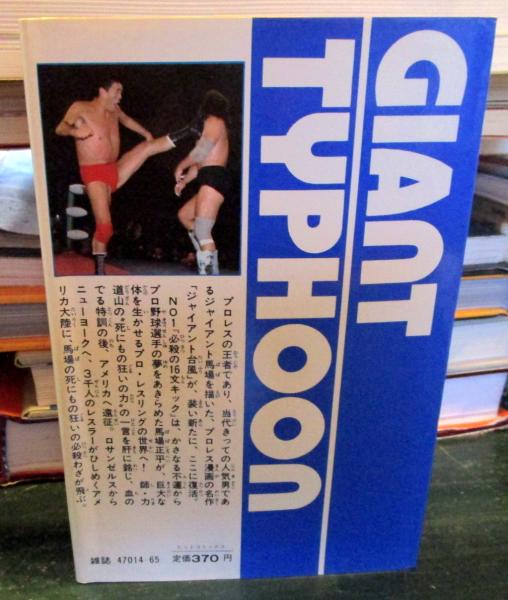 GIANT
TYPHOON
プロレスの王者であり、当代きっての人気男であ
るジャイアント馬場を描いた、プロレス漫画の名作
「ジャイアント台風」が、装い新たに、ここに復活。
NO1「必殺の16文キック」は、かさなる不運から
プロ野球選手の夢をあきらめた馬場正平が、巨大な
体を生かせるプロ・レスリングの世界へ! 師・力
道山の"死にもの狂いの力"の一言を肝に銘じ、血の
でる特訓の後、アメリカへ遠征。ロサンゼルスから
ニューヨークへ、3千人のレスラーがひしめくアメ
リカ大陸に、馬場の死にもの狂いの必殺わざが飛ぶ。
雑誌 47014-65
定価370円